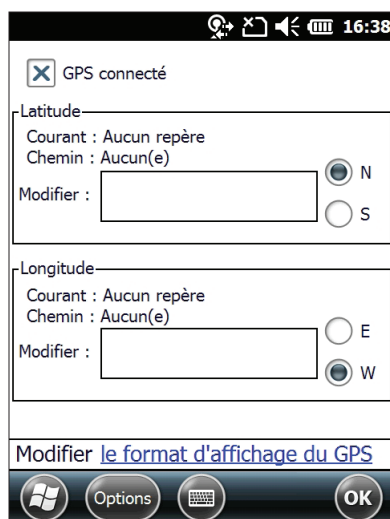 16:38
GPS connecté
Latitude
Courant : Aucun repère
Chemin : Aucun(e)
Modifier :
N
S
Longitude
Courant : Aucun repère
Chemin : Aucun(e)
Modifier :
E
W
Modifier le format d'affichage du GPS
Options
OK